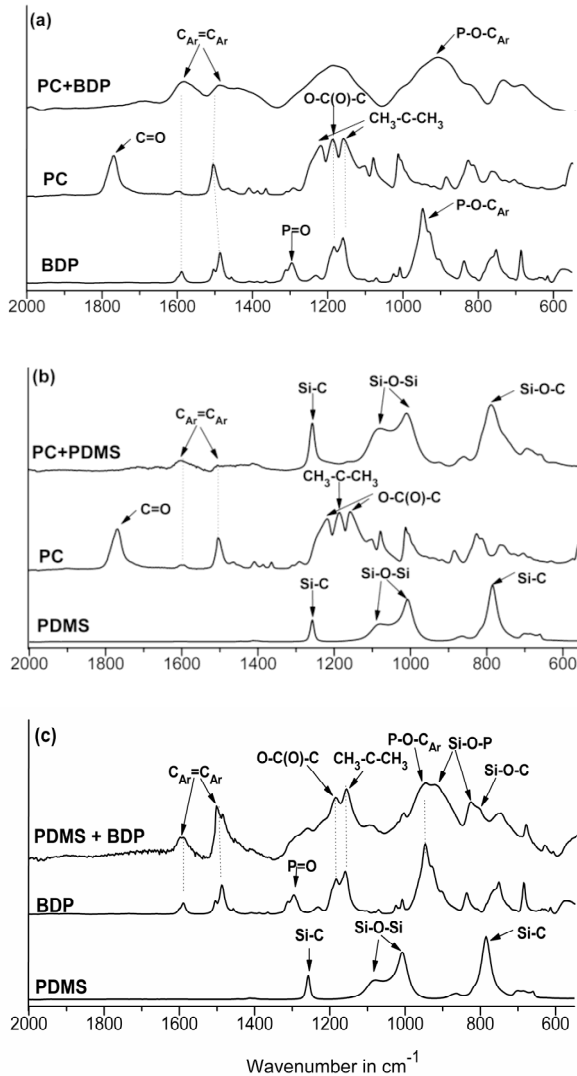 (a)
C_Ar=C_Ar
P-O-C_Ar
PC+BDP
O-C(O)-C
CH₃-C-CH₃
C=O
PC
P=O
P-O-C_Ar
BDP
2000 1800 1600 1400 1200 1000 800 600
(b)
Si-C
Si-O-Si
Si-O-C
C_Ar=C_Ar
PC+PDMS
CH₃-C-CH₃
O-C(O)-C
C=O
PC
Si-C
Si-O-Si
Si-C
PDMS
2000 1800 1600 1400 1200 1000 800 600
(c)
P-O-C_Ar
Si-O-P
O-C(O)-C
CH₃-C-CH₃
C_Ar=C_Ar
Si-O-C
PDMS + BDP
P=O
BDP
Si-C
Si-O-Si
Si-C
PDMS
2000 1800 1600 1400 1200 1000 800 600
Wavenumber in cm⁻¹